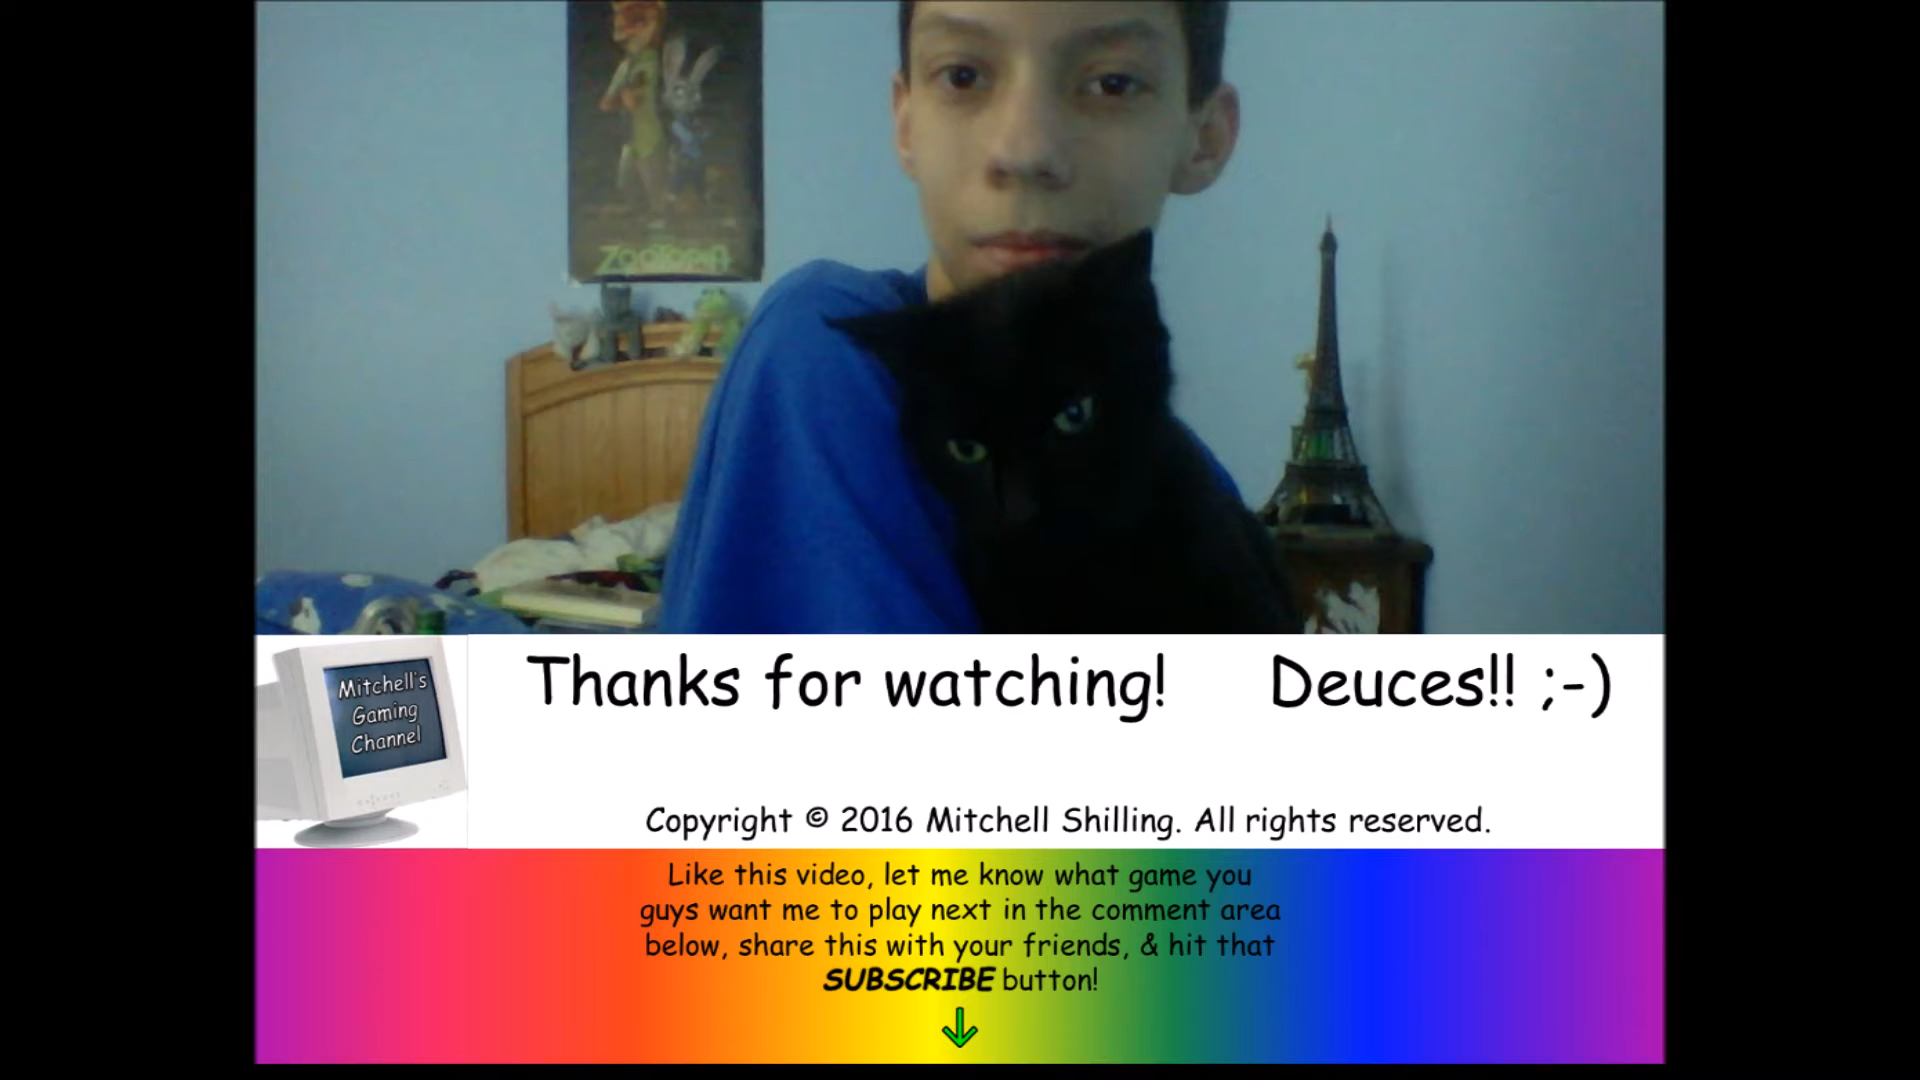 ZOOTOPIA
Thanks for watching! Deuces!! ;-)
Mitchell's
Gaming
Channel
Copyright © 2016 Mitchell Shilling. All rights reserved.
Like this video, let me know what game you
guys want me to play next in the comment area
below, share this with your friends, & hit that
SUBSCRIBE button!